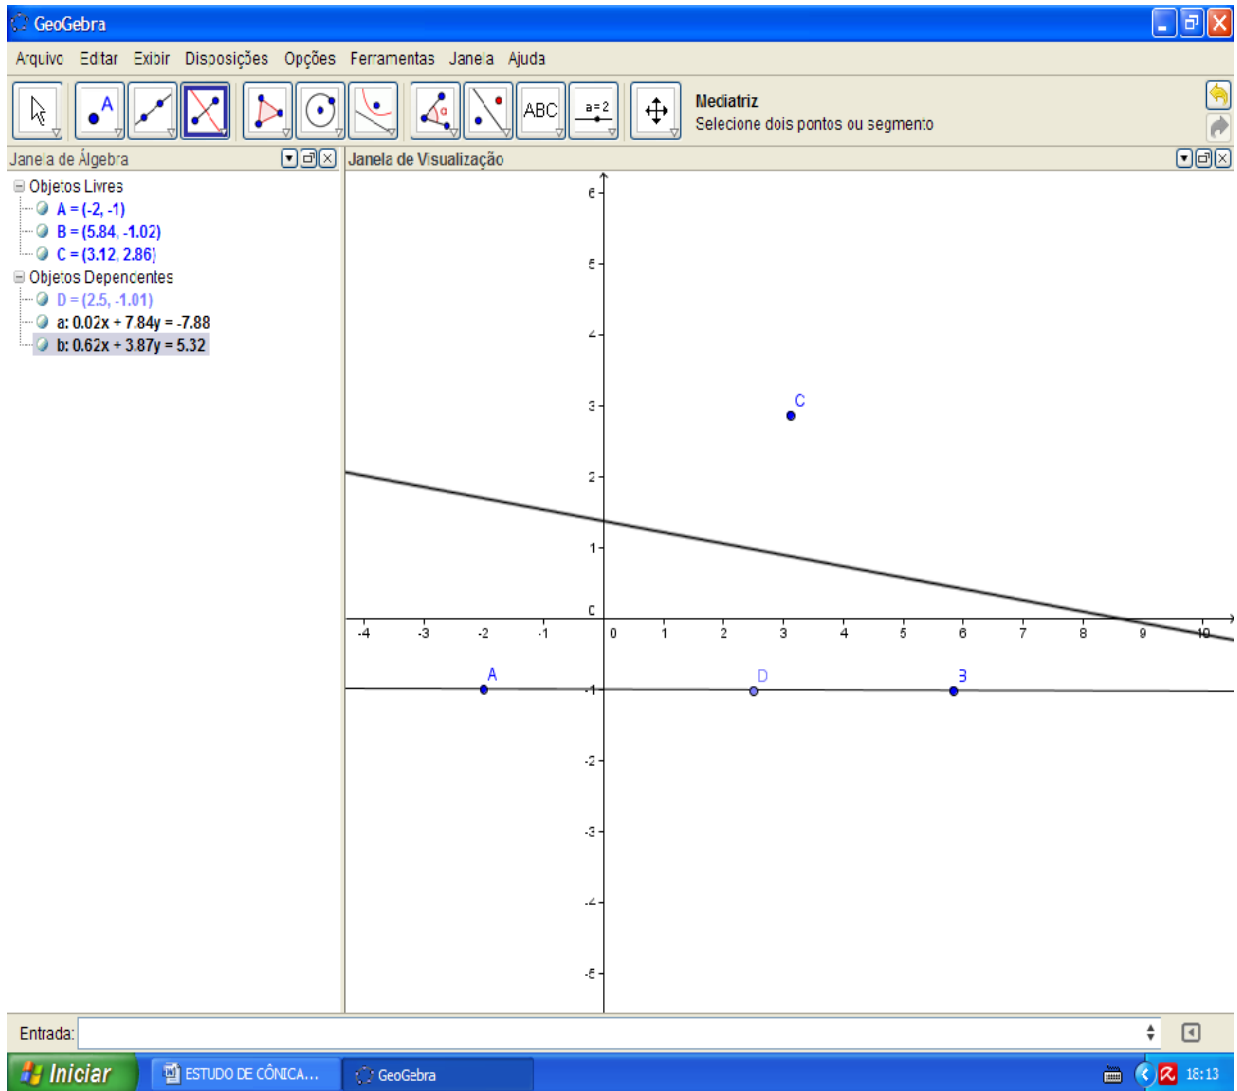 GeoGebra
Arquivo Editar Exibir Disposições Opções Ferramentas Janela Ajuda
A
α
ABC
a=2
Mediatriz
Selecione dois pontos ou segmento
Janela de Álgebra
Janela de Visualização
Objetos Livres
A = (-2, -1)
B = (5.84, -1.02)
C = (3.12, 2.86)
Objetos Dependentes
D = (2.5, -1.01)
a: 0.02x + 7.84y = -7.88
b: 0.62x + 3.87y = 5.32
6
5
4
C
3
2
1
0
-4 -3 -2 -1 0 1 2 3 4 5 6 7 8 9 10
A D B
-1
-2
-3
-4
-5
Entrada:
Iniciar
ESTUDO DE CÔNICA...
GeoGebra
18:13